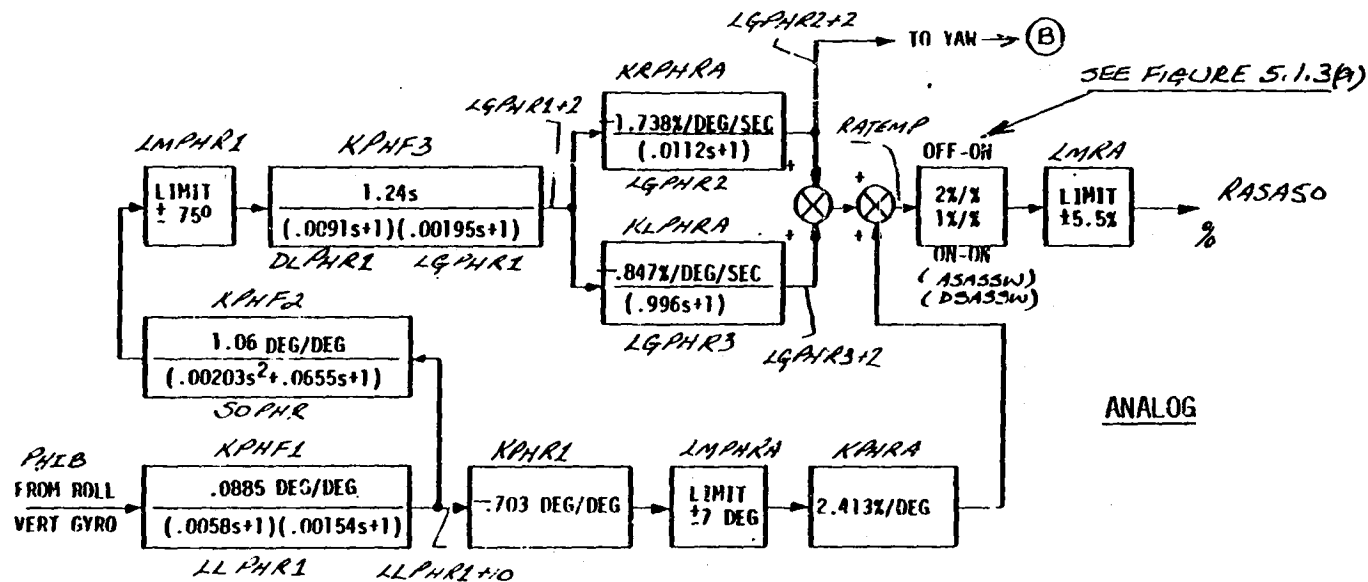 LGPHR2+2
TO YAW → B
SEE FIGURE 5.1.3(A)
KRPHRA
-1.738%/DEG/SEC
(.0112s+1)
LGPHR2
LGPHR1+2
RATEMP
LMPHR1
LIMIT
± 75°
KPHF3
1.24s
(.0091s+1)(.00195s+1)
DLPHR1 LGPHR1
OFF-ON
2%/%
1%/%
ON-ON
(ASASSW)
(DSASSW)
LMRA
LIMIT
±5.5%
RASASO
%
+
+
+
+
KLPHRA
-.847%/DEG/SEC
(.996s+1)
LGPHR3
LGPHR3+2
KPHF2
1.06 DEG/DEG
(.00203s²+.0655s+1)
SOPHR
ANALOG
PHIB
FROM ROLL
VERT GYRO
KPHF1
.0885 DEG/DEG
(.0058s+1)(.00154s+1)
LLPHR1
LLPHR1+10
KPHR1
-.703 DEG/DEG
LMPHRA
LIMIT
±7 DEG
KPHRA
2.413%/DEG